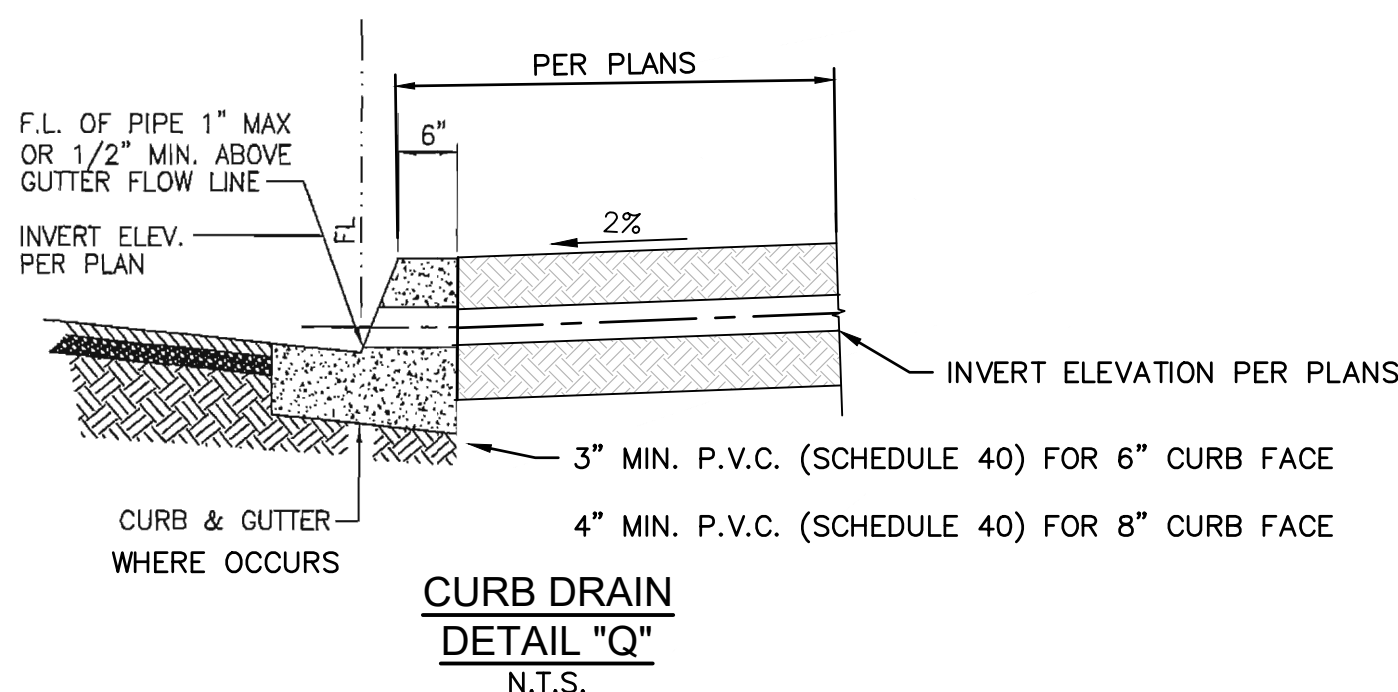 PER PLANS
F.L. OF PIPE 1" MAX
OR 1/2" MIN. ABOVE
GUTTER FLOW LINE
6"
FL
2%
INVERT ELEV.
PER PLAN
INVERT ELEVATION PER PLANS
3" MIN. P.V.C. (SCHEDULE 40) FOR 6" CURB FACE
4" MIN. P.V.C. (SCHEDULE 40) FOR 8" CURB FACE
CURB & GUTTER
WHERE OCCURS
CURB DRAIN
DETAIL "Q"
N.T.S.